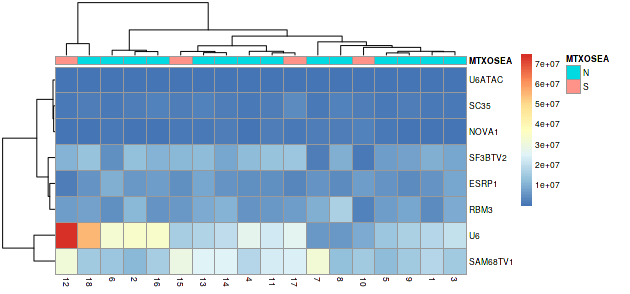 MTXOSEA
U6ATAC
SC35
NOVA1
SF3BTV2
ESRP1
RBM3
U6
SAM68TV1
12 18 6 2 16 15 13 14 4 11 17 7 8 10 5 9 1 3
7e+07
6e+07
5e+07
4e+07
3e+07
2e+07
1e+07
MTXOSEA
N
S